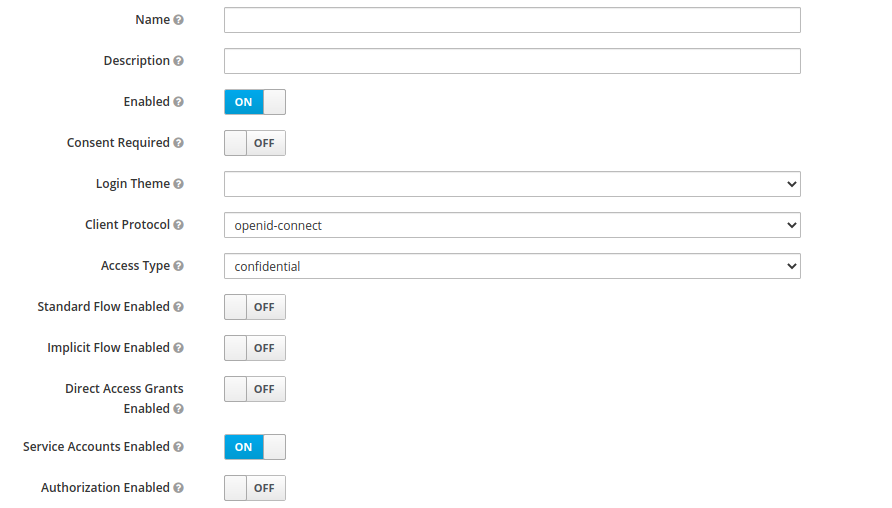 Name
Description
Enabled ON
Consent Required OFF
Login Theme
Client Protocol openid-connect
Access Type confidential
Standard Flow Enabled OFF
Implicit Flow Enabled OFF
Direct Access Grants
Enabled OFF
Service Accounts Enabled ON
Authorization Enabled OFF